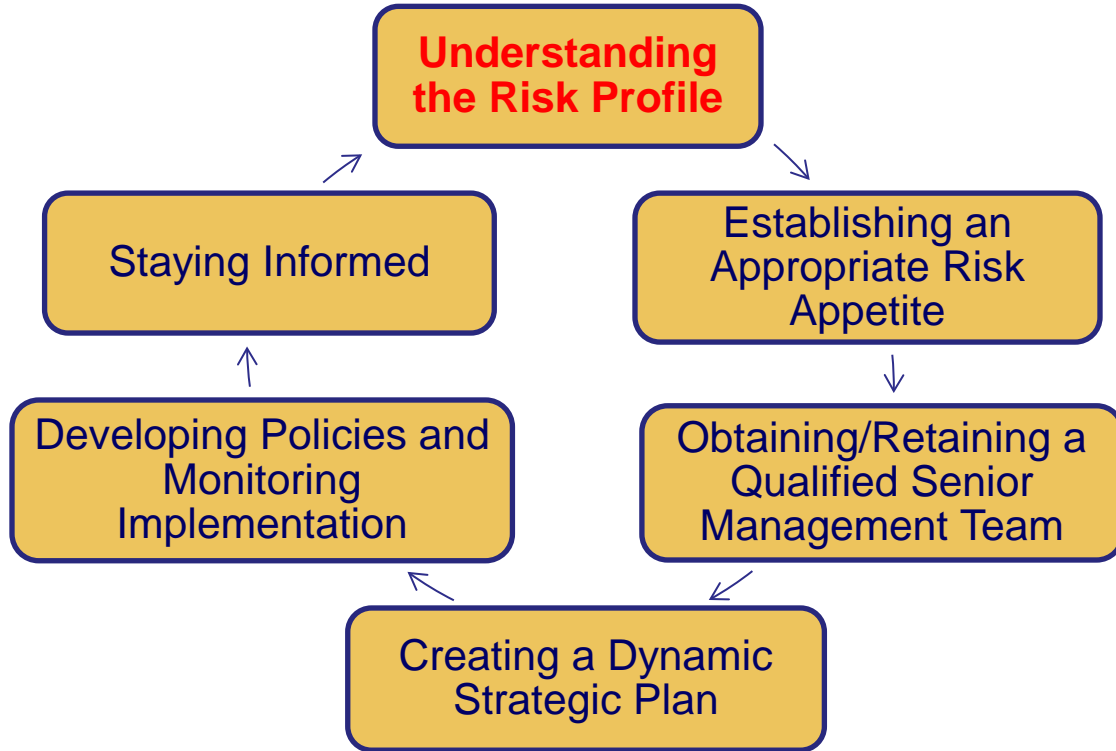 Understanding
the Risk Profile
Establishing an
Appropriate Risk
Appetite
Obtaining/Retaining a
Qualified Senior
Management Team
Creating a Dynamic
Strategic Plan
Developing Policies and
Monitoring
Implementation
Staying Informed